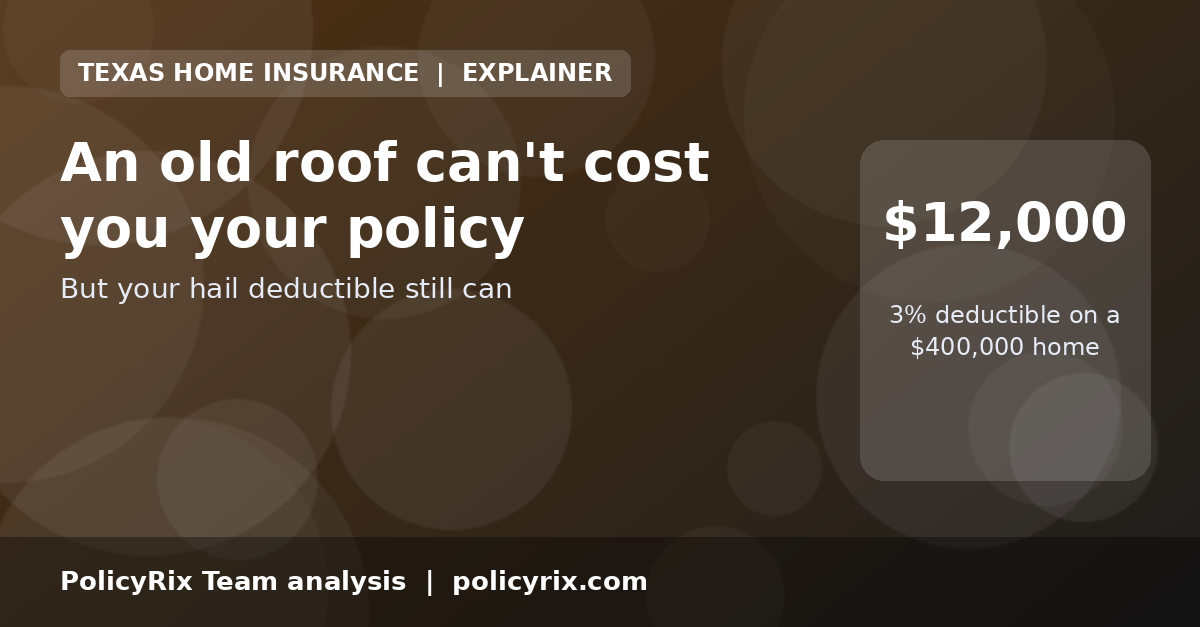 TEXAS HOME INSURANCE | EXPLAINER
An old roof can't cost
you your policy
But your hail deductible still can
$12,000
3% deductible on a
$400,000 home
PolicyRix Team analysis | policyrix.com